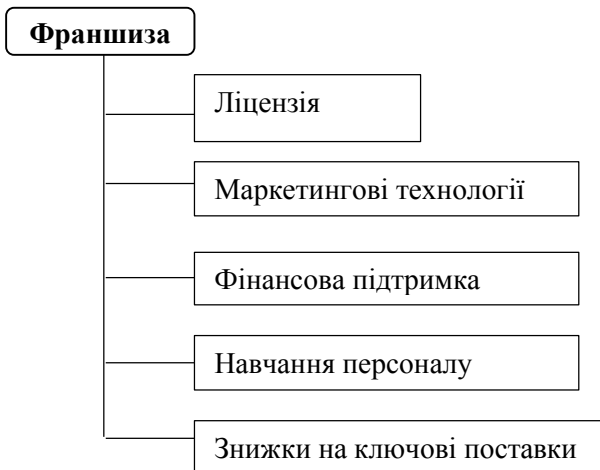 Франшиза
Ліцензія
Маркетингові технології
Фінансова підтримка
Навчання персоналу
Знижки на ключові поставки